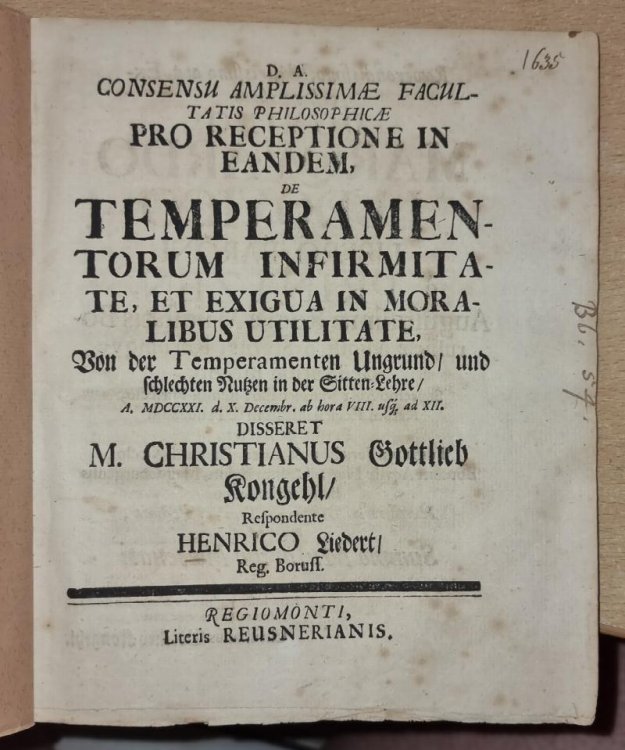 1635
D. A.
CONSENSU AMPLISSIMÆ FACUL-
TATIS PHILOSOPHICÆ
PRO RECEPTIONE IN
EANDEM,
DE
TEMPERAMEN-
TORUM INFIRMITA-
TE, ET EXIGUA IN MORA-
LIBUS UTILITATE,
Von der Temperamenten Ungrund/ und
ſchlechten Nutzen in der Sitten-Lehre/
A. MDCCXXI. d. X. Decembr. ab hora VIII. uſq; ad XII.
DISSERET
M. CHRISTIANUS Gottlieb
Kongehl/
Reſpondente
HENRICO Liedert/
Reg. Boruſſ.
REGIOMONTI,
Literis REUSNERIANIS.